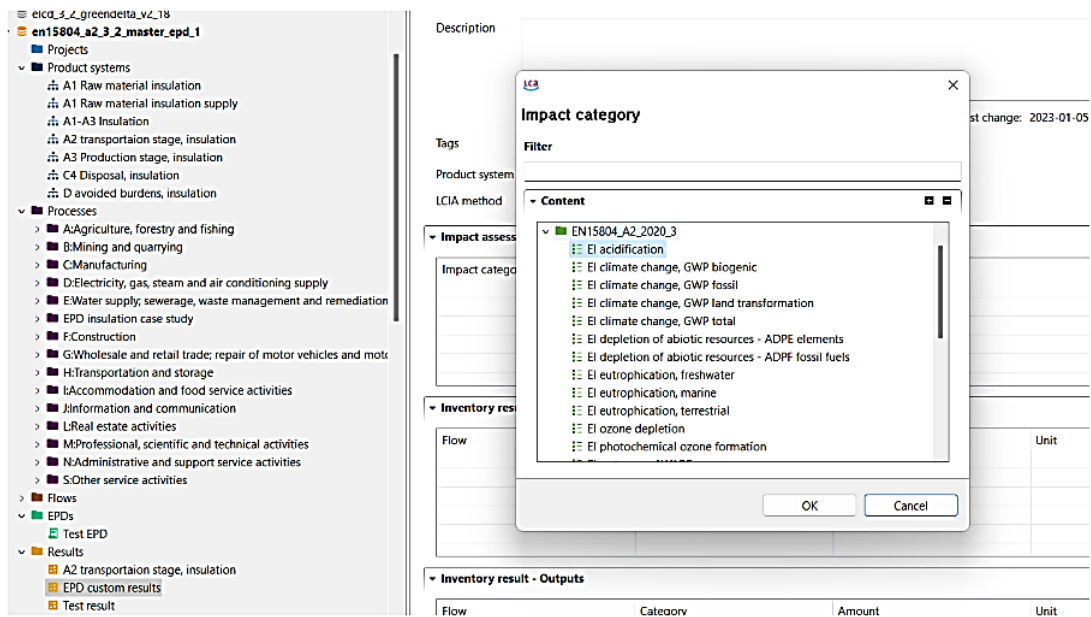 elcd_3_2_greendelta_v2_18
en15804_a2_3_2_master_epd_1
Projects
Product systems
A1 Raw material insulation
A1 Raw material insulation supply
A1-A3 Insulation
A2 transportaion stage, insulation
A3 Production stage, insulation
C4 Disposal, insulation
D avoided burdens, insulation
Processes
A:Agriculture, forestry and fishing
B:Mining and quarrying
C:Manufacturing
D:Electricity, gas, steam and air conditioning supply
E:Water supply; sewerage, waste management and remediation
EPD insulation case study
F:Construction
G:Wholesale and retail trade; repair of motor vehicles and moto
H:Transportation and storage
I:Accommodation and food service activities
J:Information and communication
L:Real estate activities
M:Professional, scientific and technical activities
N:Administrative and support service activities
S:Other service activities
Flows
EPDs
Test EPD
Results
A2 transportaion stage, insulation
EPD custom results
Test result
Description
st change: 2023-01-05
Tags
Product system
LCIA method
Impact assess
Impact catego
Inventory resu
Flow
Unit
Inventory result - Outputs
Flow Category Amount Unit
LCA
Impact category
Filter
Content
EN15804_A2_2020_3
EI acidification
EI climate change, GWP biogenic
EI climate change, GWP fossil
EI climate change, GWP land transformation
EI climate change, GWP total
EI depletion of abiotic resources - ADPE elements
EI depletion of abiotic resources - ADPF fossil fuels
EI eutrophication, freshwater
EI eutrophication, marine
EI eutrophication, terrestrial
EI ozone depletion
EI photochemical ozone formation
OK Cancel